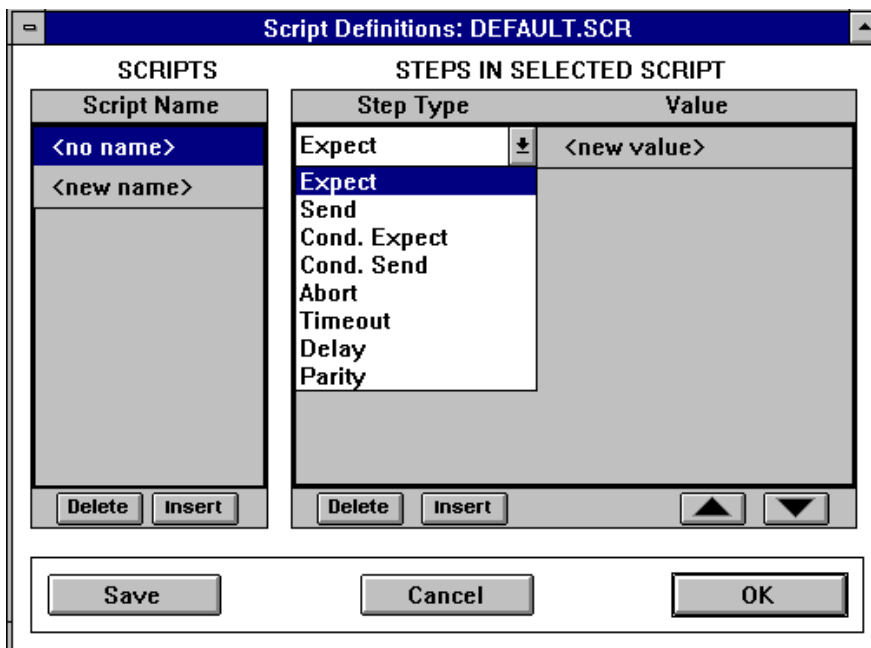 Script Definitions: DEFAULT.SCR
SCRIPTS
STEPS IN SELECTED SCRIPT
Script Name
Step Type
Value
<no name>
<new name>
Expect
<new value>
Expect
Send
Cond. Expect
Cond. Send
Abort
Timeout
Delay
Parity
Delete
Insert
Delete
Insert
Save
Cancel
OK